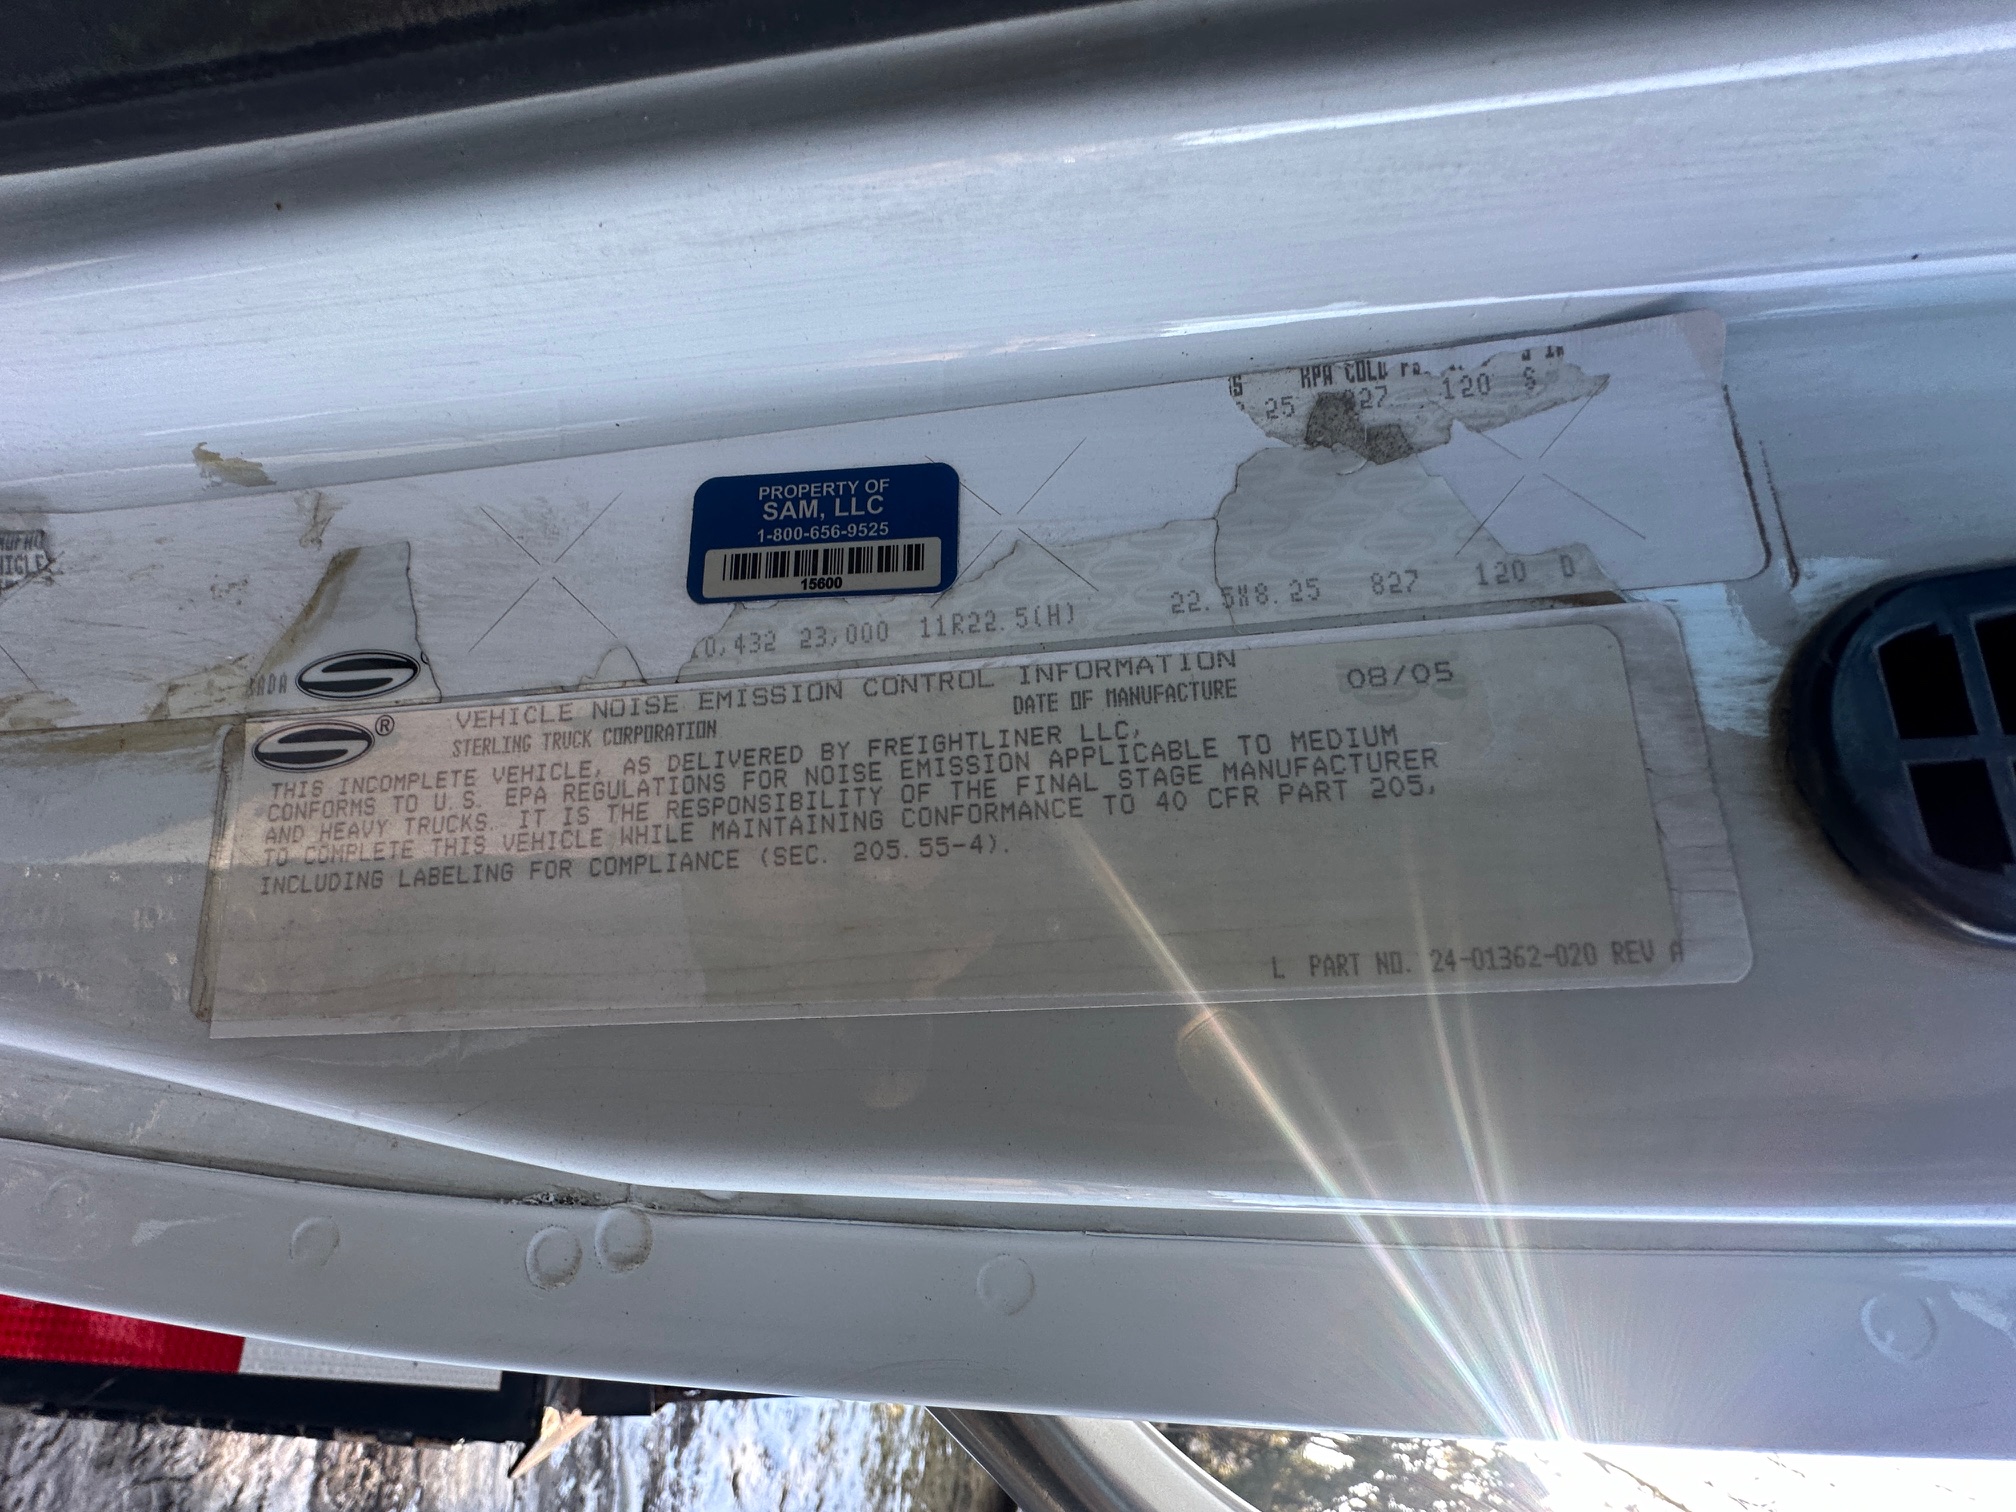 KPA COLD
25 827 120 S
PROPERTY OF
SAM, LLC
1-800-656-9525
15600
0,432 23,000 11R22.5(H) 22.5X8.25 827 120 D
VEHICLE NOISE EMISSION CONTROL INFORMATION
08/05
® STERLING TRUCK CORPORATION DATE OF MANUFACTURE
THIS INCOMPLETE VEHICLE, AS DELIVERED BY FREIGHTLINER LLC,
CONFORMS TO U.S. EPA REGULATIONS FOR NOISE EMISSION APPLICABLE TO MEDIUM
AND HEAVY TRUCKS. IT IS THE RESPONSIBILITY OF THE FINAL STAGE MANUFACTURER
TO COMPLETE THIS VEHICLE WHILE MAINTAINING CONFORMANCE TO 40 CFR PART 205,
INCLUDING LABELING FOR COMPLIANCE (SEC. 205.55-4).
L PART NO. 24-01362-020 REV A